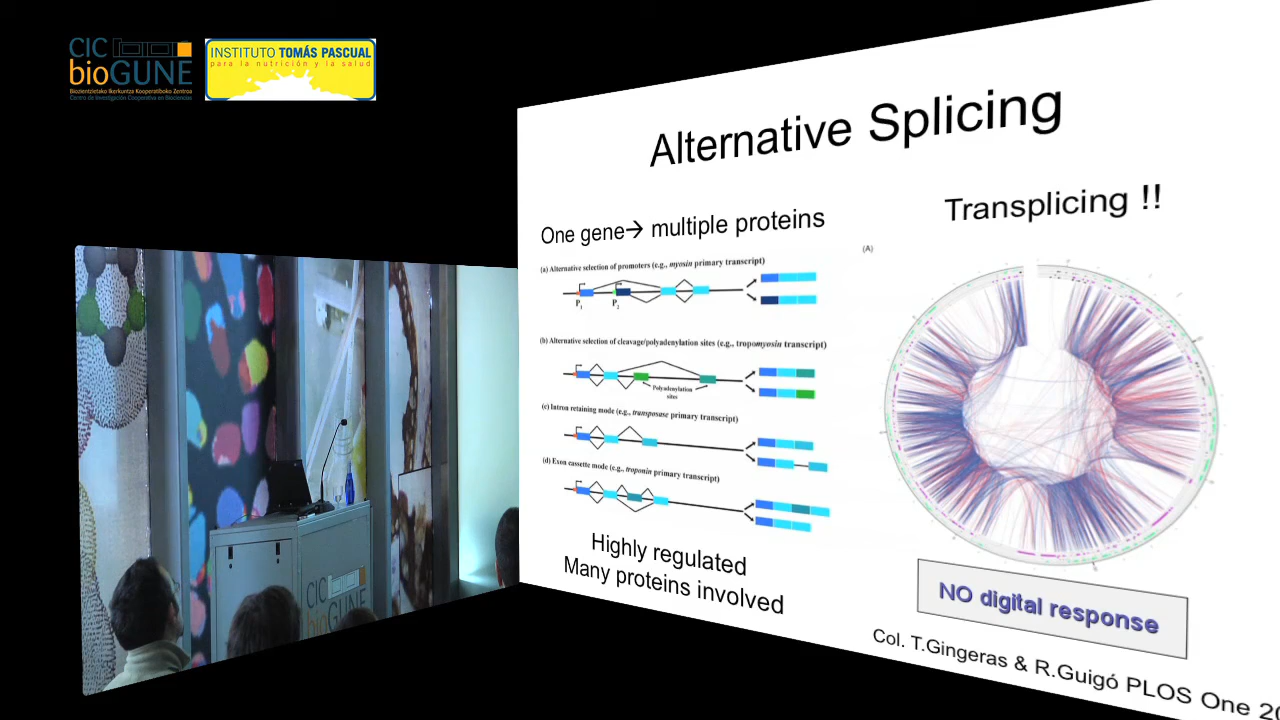 CIC
bioGUNE
Biozientzietako Ikerkuntza Kooperatiboko Zentroa
Centro de Investigación Cooperativa en Biociencias
INSTITUTO TOMÁS PASCUAL
para la nutrición y la salud
Alternative Splicing
Transplicing !!
One gene→ multiple proteins
(a) Alternative selection of promoters (e.g., myosin primary transcript)
P1
P2
(b) Alternative selection of cleavage/polyadenylation sites (e.g., tropomyosin transcript)
Polyadenylation
sites
(c) Intron retaining mode (e.g., transposase primary transcript)
(d) Exon cassette mode (e.g., troponin primary transcript)
Highly regulated
Many proteins involved
(A)
NO digital response
Col. T.Gingeras & R.Guigó PLOS One 20
CIC
bioGUNE